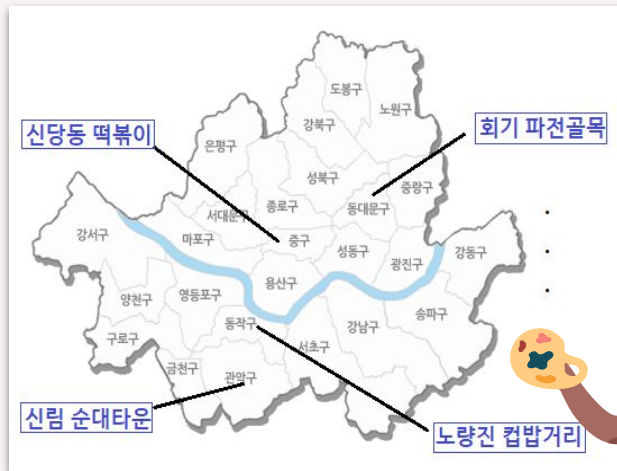 도봉구
노원구
신당동 떡볶이
회기 파전골목
강북구
은평구
성북구
중랑구
서대문구
종로구
동대문구
강서구
마포구
중구
성동구
광진구
강동구
용산구
양천구
영등포구
송파구
동작구
강남구
구로구
서초구
금천구
관악구
신림 순대타운
노량진 컵밥거리